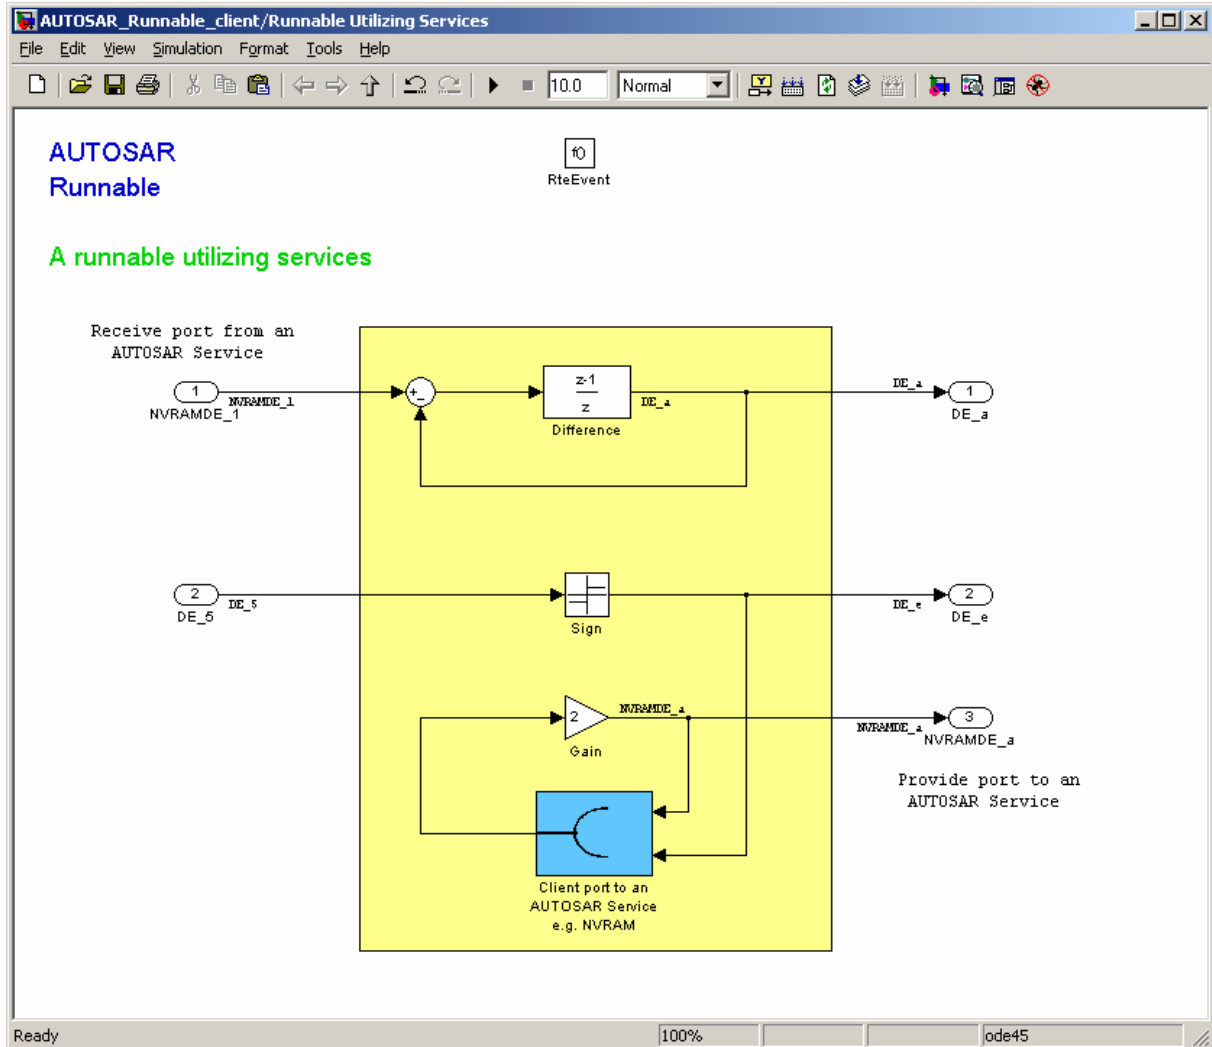 AUTOSAR_Runnable_client/Runnable Utilizing Services
File Edit View Simulation Format Tools Help
10.0 Normal
AUTOSAR
Runnable
f()
RteEvent
A runnable utilizing services
Receive port from an
AUTOSAR Service
1
NVRAMDE_1
NVRAMDE_1
+
-
z-1
z
Difference
DE_a
DE_a
1
DE_a
2
DE_5
DE_5
Sign
DE_e
2
DE_e
2
Gain
NVRAMDE_a
NVRAMDE_a
3
NVRAMDE_a
Provide port to an
AUTOSAR Service
Client port to an
AUTOSAR Service
e.g. NVRAM
Ready 100% ode45